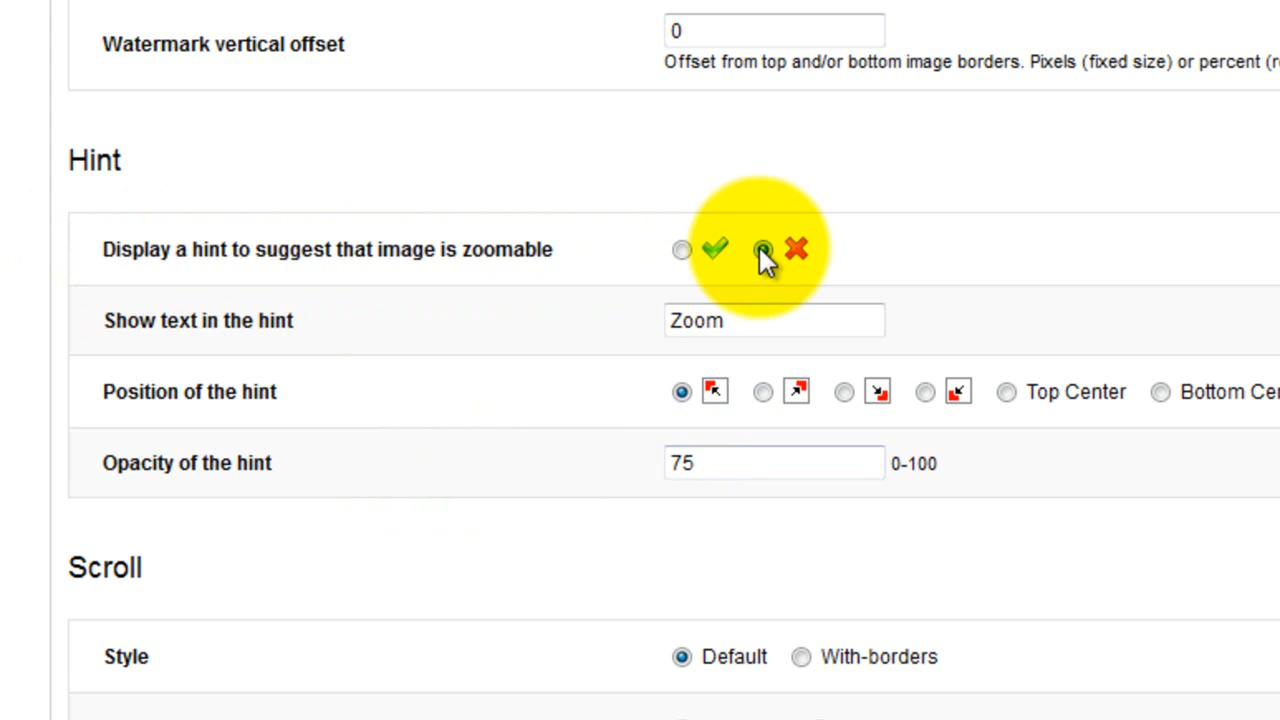 0
Watermark vertical offset
Offset from top and/or bottom image borders. Pixels (fixed size) or percent
Hint
Display a hint to suggest that image is zoomable
Show text in the hint Zoom
Position of the hint Top Center Bottom
Opacity of the hint 75 0-100
Scroll
Style Default With-borders